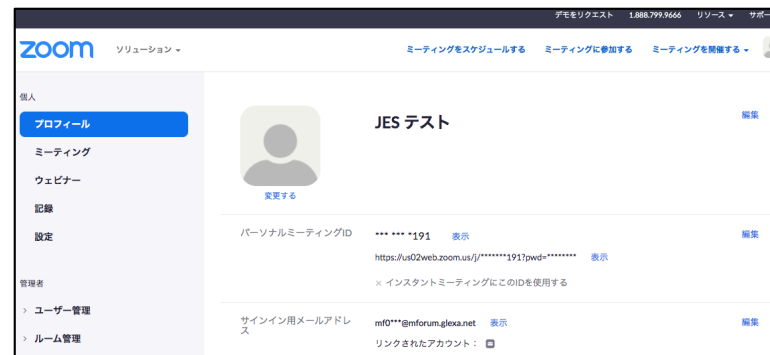 デモをリクエスト 1.888.799.9666 リソース サポー
zoom ソリューション ミーティングをスケジュールする ミーティングに参加する ミーティングを開催する
個人
プロフィール
ミーティング
ウェビナー
記録
設定
管理者
ユーザー管理
ルーム管理
JES テスト 編集
変更する
パーソナルミーティングID *** *** *191 表示 編集
https://us02web.zoom.us/j/*******191?pwd=******** 表示
× インスタントミーティングにこのIDを使用する
サインイン用メールアドレ
ス
mf0***@mforum.glexa.net 表示 編集
リンクされたアカウント：